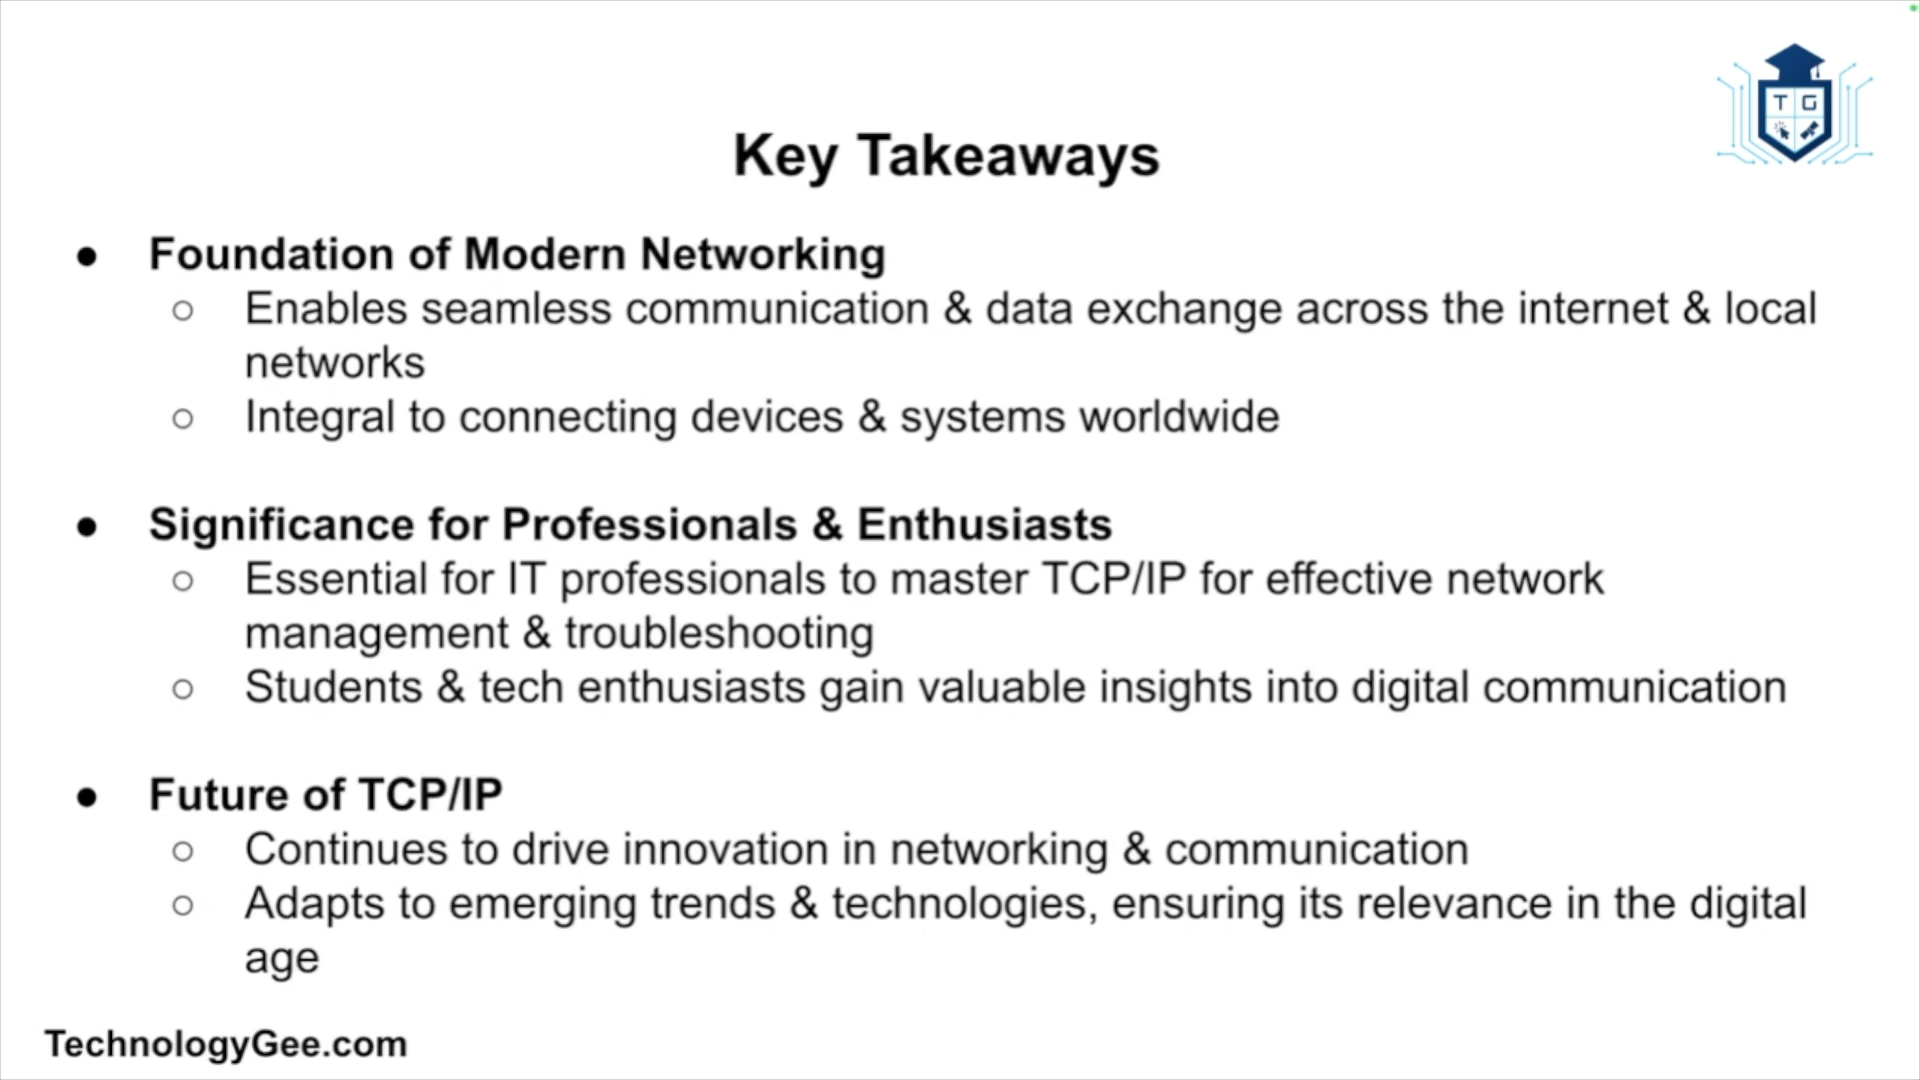 T G
Key Takeaways
● Foundation of Modern Networking
○ Enables seamless communication & data exchange across the internet & local
networks
○ Integral to connecting devices & systems worldwide
● Significance for Professionals & Enthusiasts
○ Essential for IT professionals to master TCP/IP for effective network
management & troubleshooting
○ Students & tech enthusiasts gain valuable insights into digital communication
● Future of TCP/IP
○ Continues to drive innovation in networking & communication
○ Adapts to emerging trends & technologies, ensuring its relevance in the digital
age
TechnologyGee.com